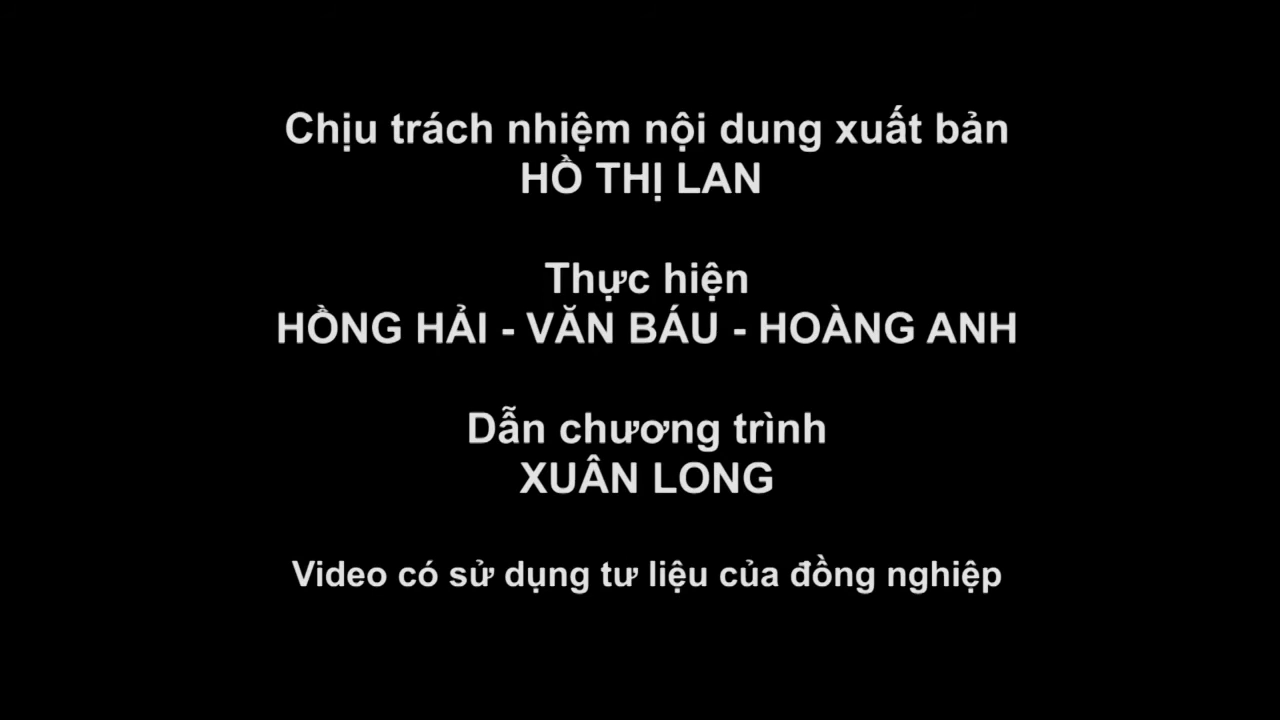 Chịu trách nhiệm nội dung xuất bản
HỒ THỊ LAN
Thực hiện
HỒNG HẢI - VĂN BÁU - HOÀNG ANH
Dẫn chương trình
XUÂN LONG
Video có sử dụng tư liệu của đồng nghiệp